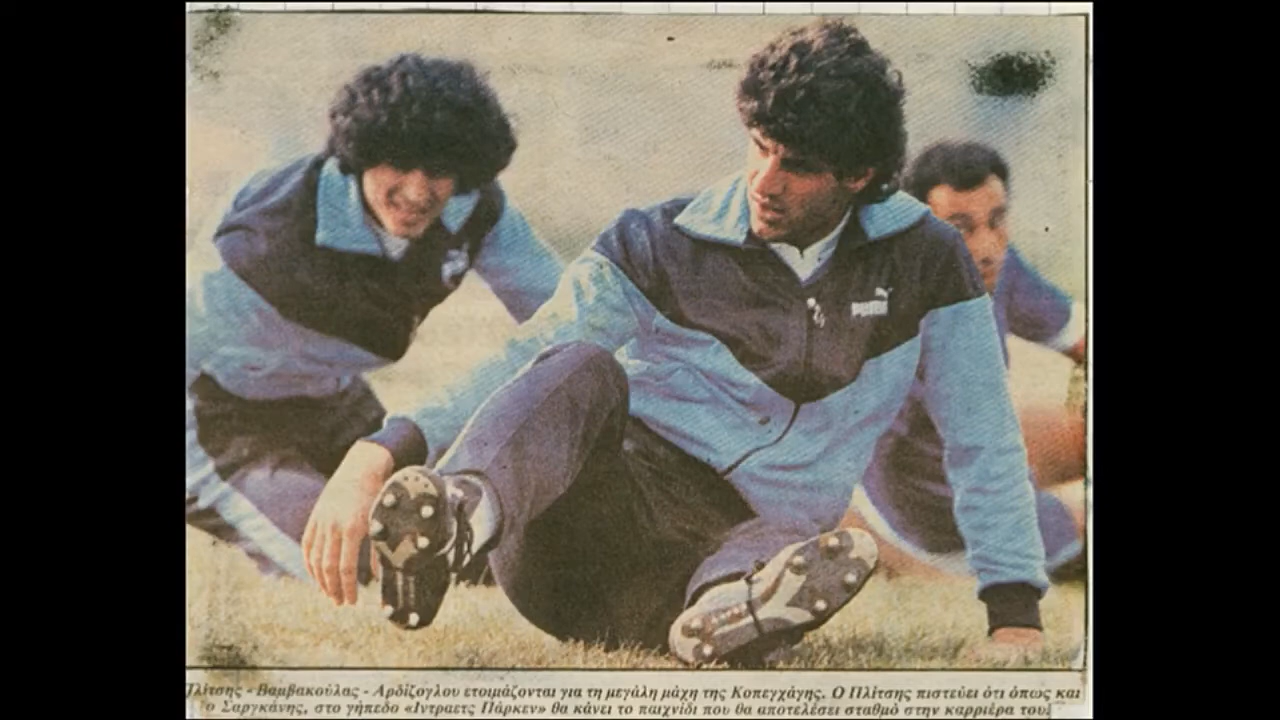 PUMA
Πλίτσης - Βαμβακούλας - Αρδίζογλου ετοιμάζονται για τη μεγάλη μάχη της Κοπεγχάγης. Ο Πλίτσης πιστεύει ότι όπως και
ο Σαργκάνης, στο γήπεδο «Ιντραετς Πάρκεν» θα κάνει το παιχνίδι που θα αποτελέσει σταθμό στην καρριέρα του